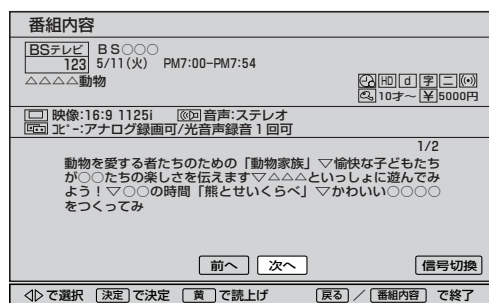 番組内容
BSテレビ BS○○○
123 5/11(火) PM7:00-PM7:54
△△△△動物
HD d 字 二
10才～ ¥5000円
映像:16:9 1125i 音声:ステレオ
コピー:アナログ録画可/光音声録音1回可
1/2
動物を愛する者たちのための「動物家族」▽愉快な子どもたち
が○○たちの楽しさを伝えます▽△△△といっしょに遊んでみ
よう!▽○○の時間「熊とせいくらべ」▽かわいい○○○○
をつくってみ
前へ 次へ 信号切換
◁▷で選択 決定で決定 黄で読上げ 戻る / 番組内容 で終了